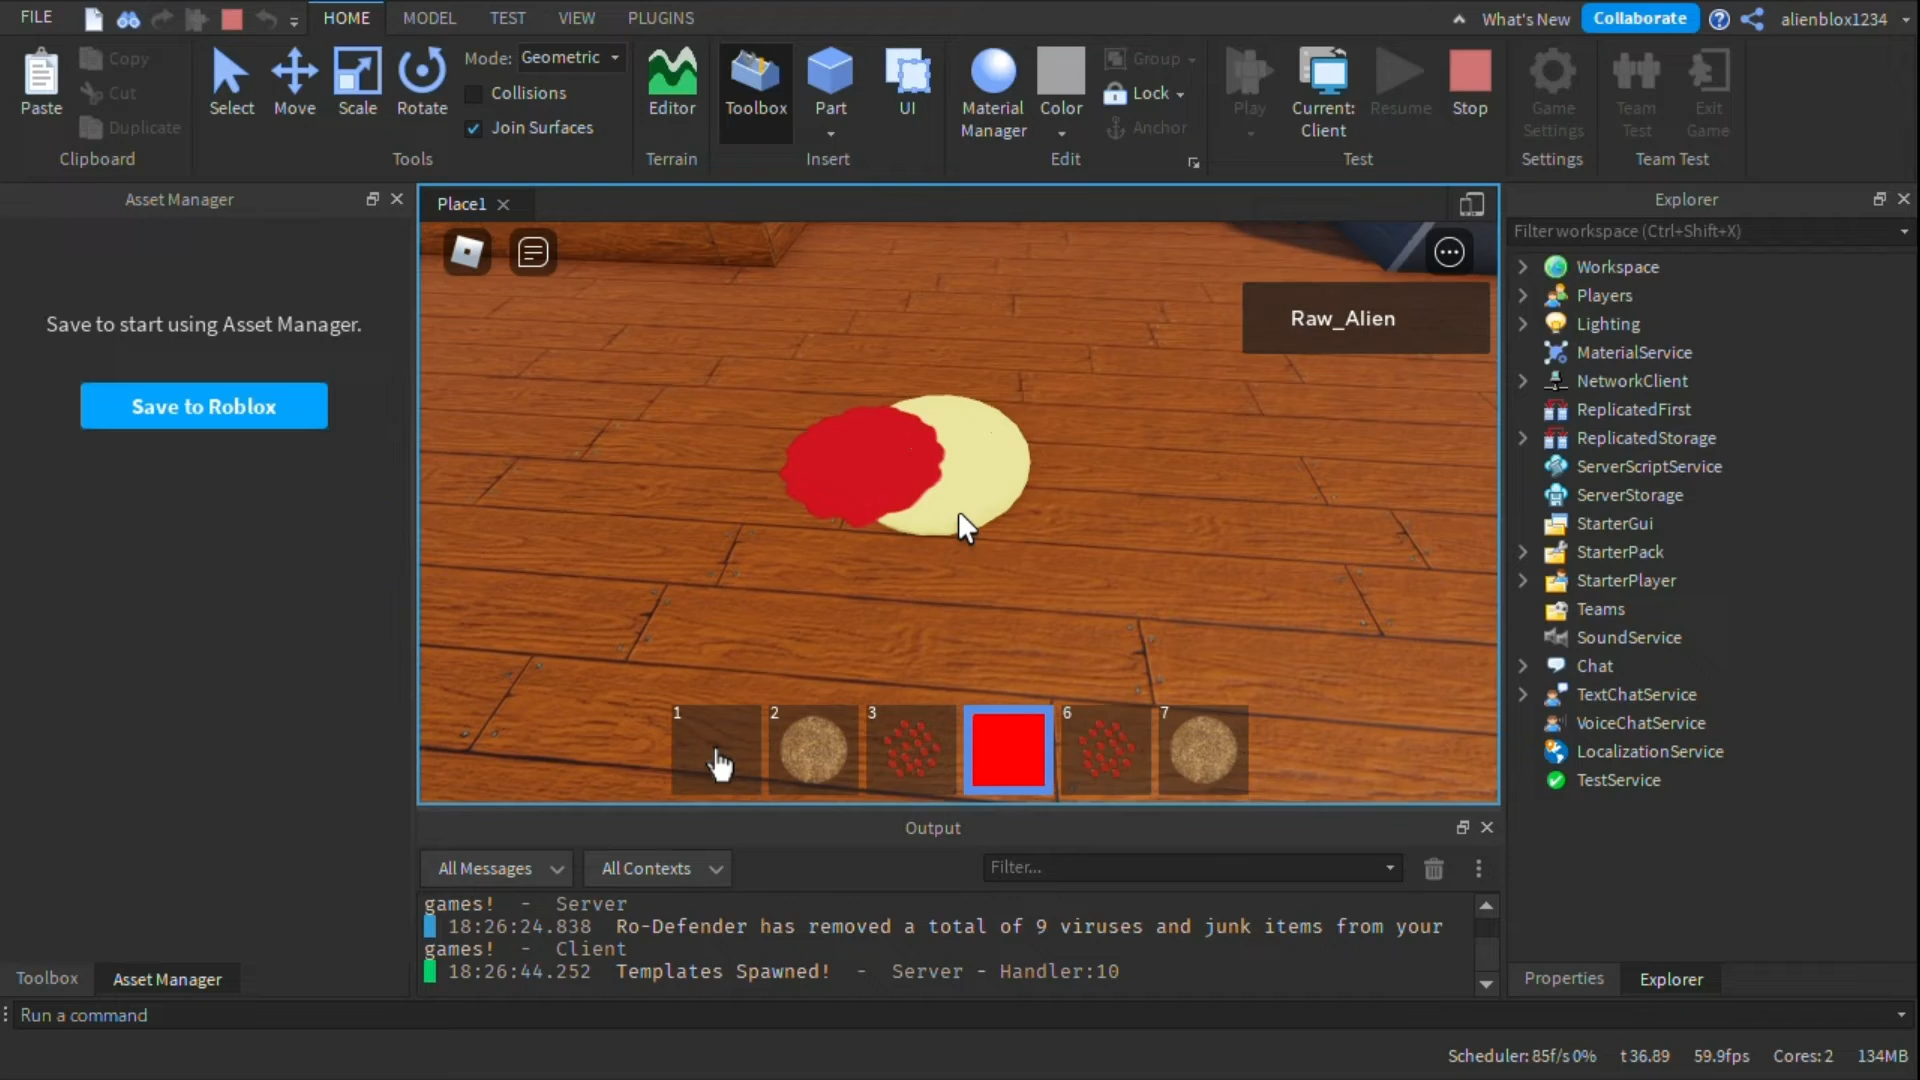 FILE
HOME
MODEL
TEST
VIEW
PLUGINS
What's New
Collaborate
alienblox1234
Paste
Copy
Cut
Duplicate
Clipboard
Select
Move
Scale
Rotate
Mode: Geometric
Collisions
Join Surfaces
Tools
Editor
Terrain
Toolbox
Part
UI
Insert
Material
Manager
Color
Group
Lock
Anchor
Edit
Play
Current:
Client
Resume
Stop
Test
Game
Settings
Settings
Team
Test
Exit
Game
Team Test
Asset Manager
Save to start using Asset Manager.
Save to Roblox
Toolbox
Asset Manager
Place1
Raw_Alien
1
2
3
6
7
Output
All Messages
All Contexts
Filter...
games! - Server
18:26:24.838 Ro-Defender has removed a total of 9 viruses and junk items from your
games! - Client
18:26:44.252 Templates Spawned! - Server - Handler:10
Explorer
Filter workspace (Ctrl+Shift+X)
Workspace
Players
Lighting
MaterialService
NetworkClient
ReplicatedFirst
ReplicatedStorage
ServerScriptService
ServerStorage
StarterGui
StarterPack
StarterPlayer
Teams
SoundService
Chat
TextChatService
VoiceChatService
LocalizationService
TestService
Properties
Explorer
Run a command
Scheduler: 85f/s 0% t 36.89 59.9fps Cores: 2 134MB